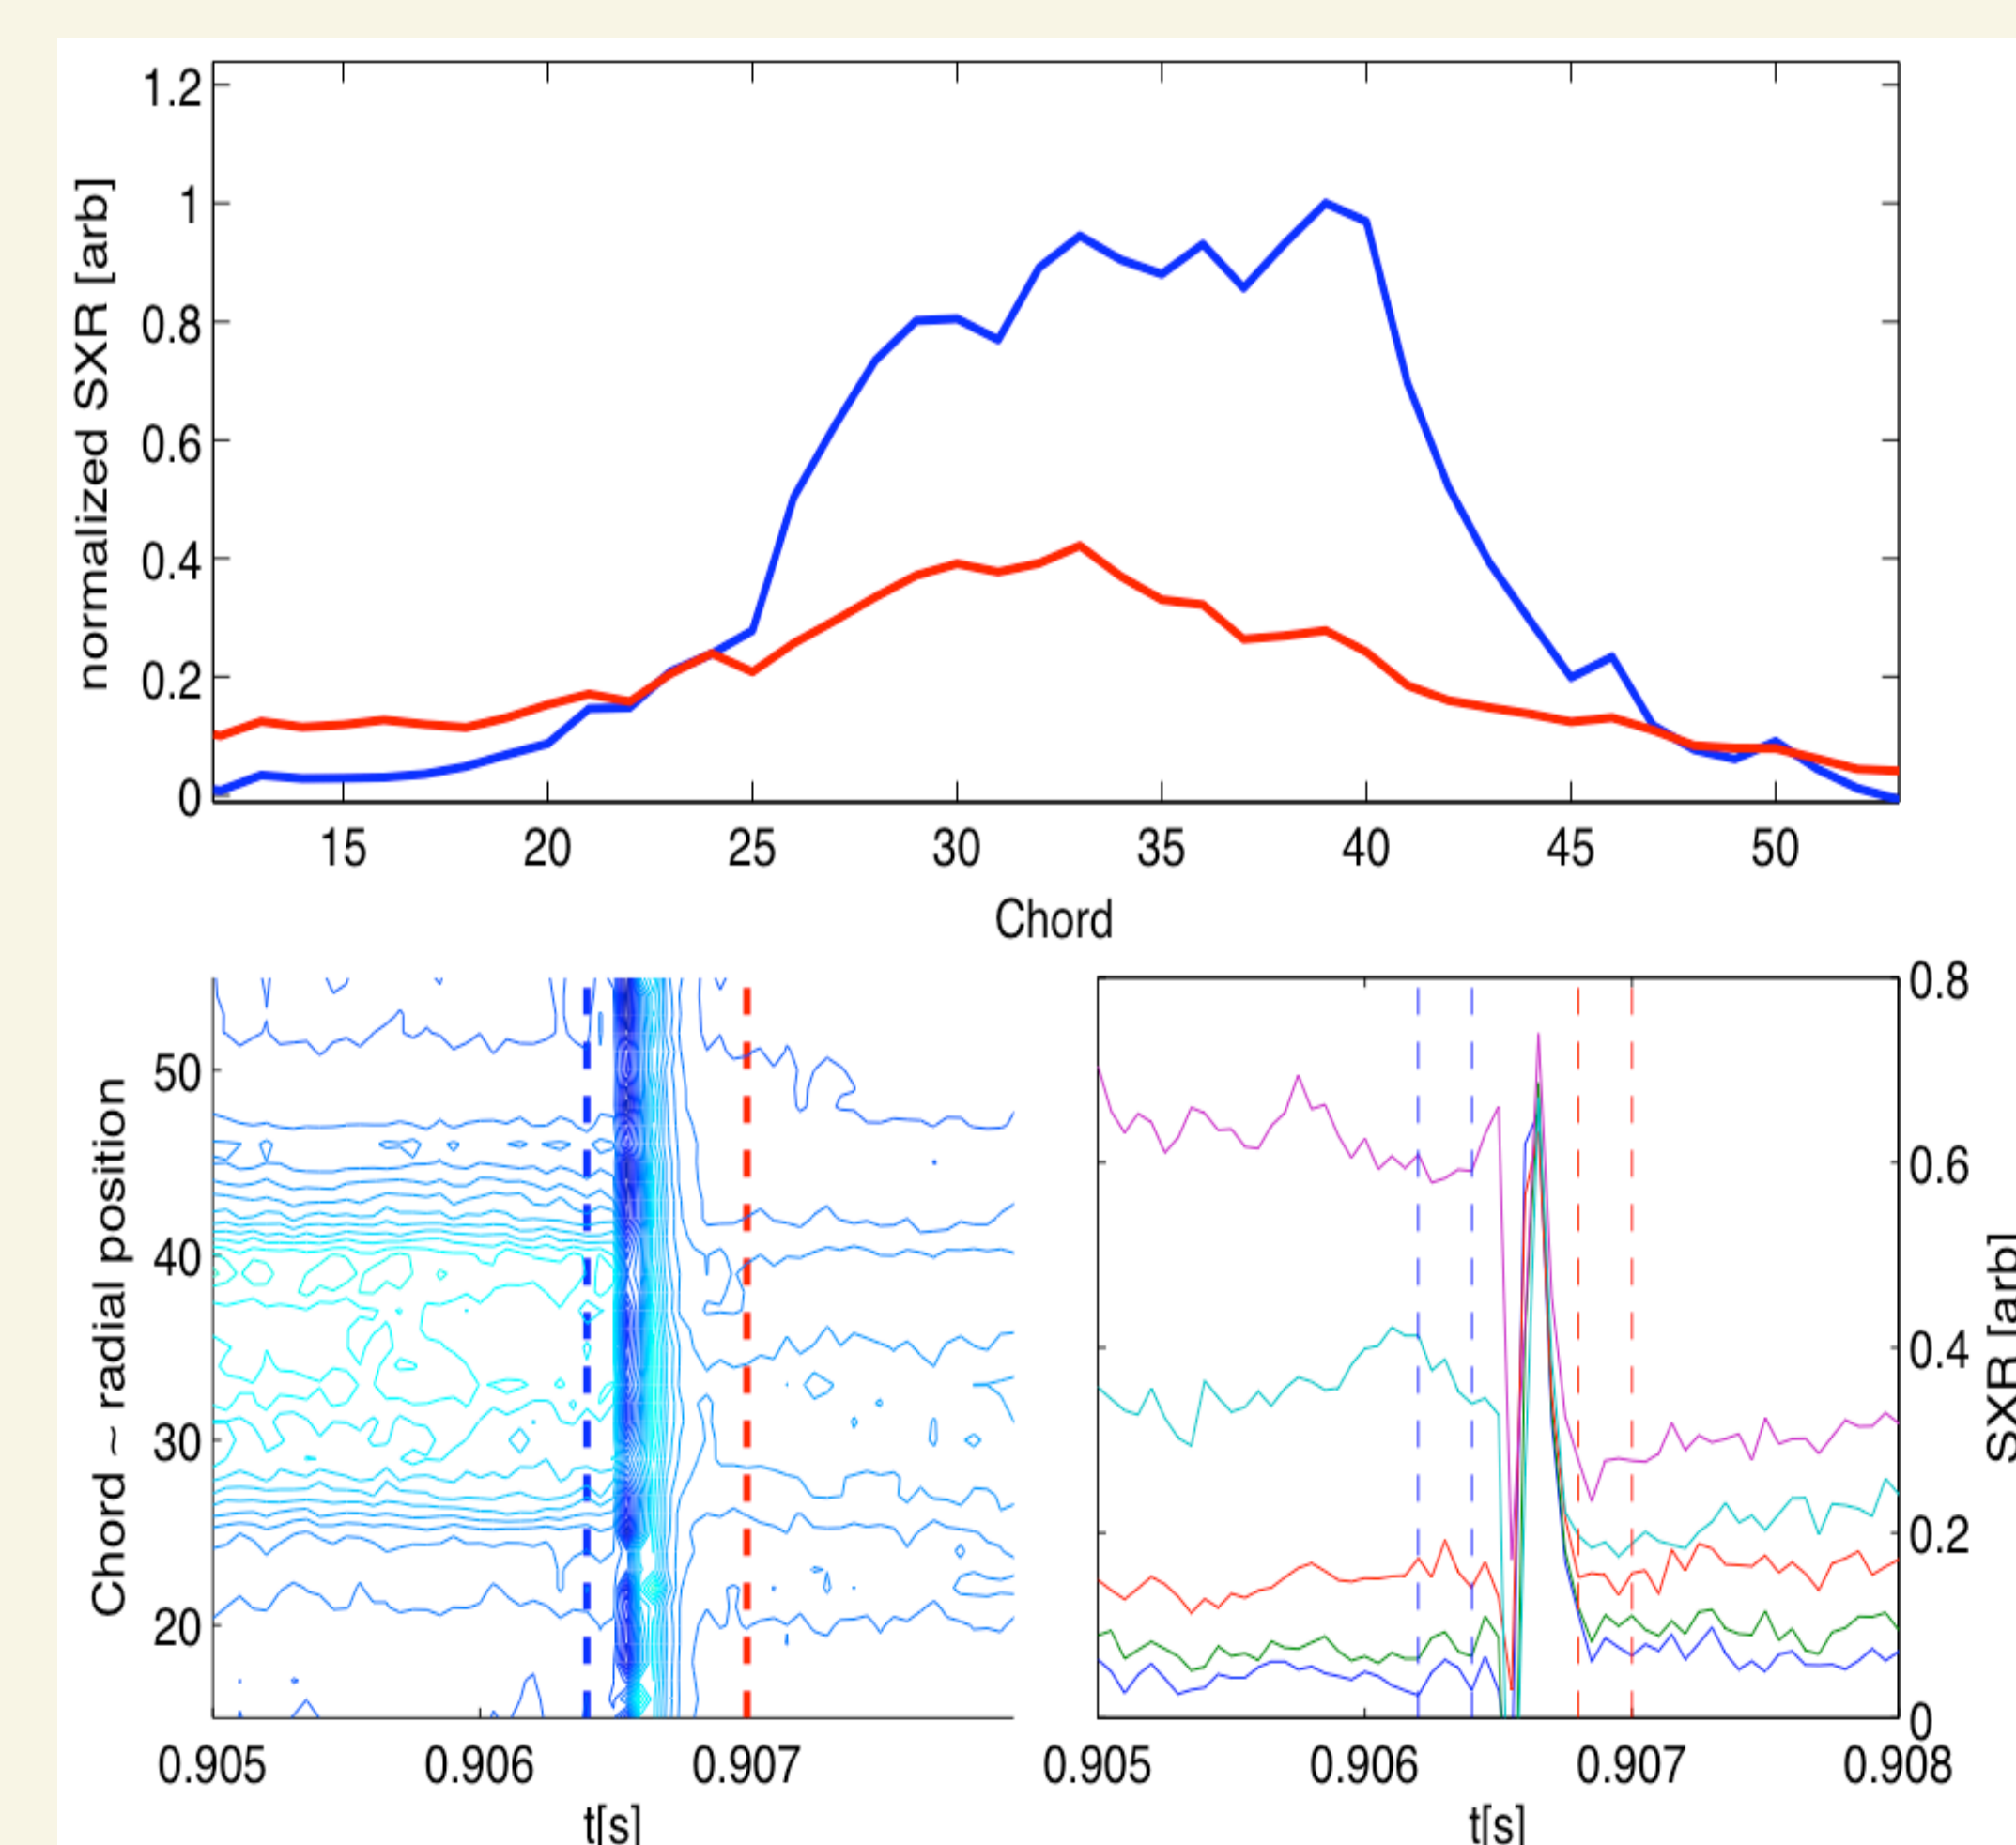 normalized SXR [arb]
1.2
1
0.8
0.6
0.4
0.2
0
15 20 25 30 35 40 45 50
Chord
Chord ~ radial position
50
40
30
20
0.905 0.906 0.907
t[s]
0.8
0.6
0.4
0.2
0
SXR [arb]
0.905 0.906 0.907 0.908
t[s]